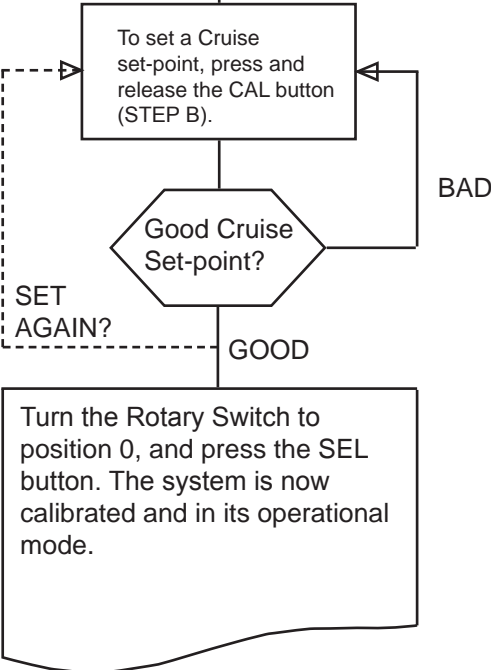 To set a Cruise
set-point, press and
release the CAL button
(STEP B).
BAD
Good Cruise
Set-point?
SET
AGAIN?
GOOD
Turn the Rotary Switch to
position 0, and press the SEL
button. The system is now
calibrated and in its operational
mode.